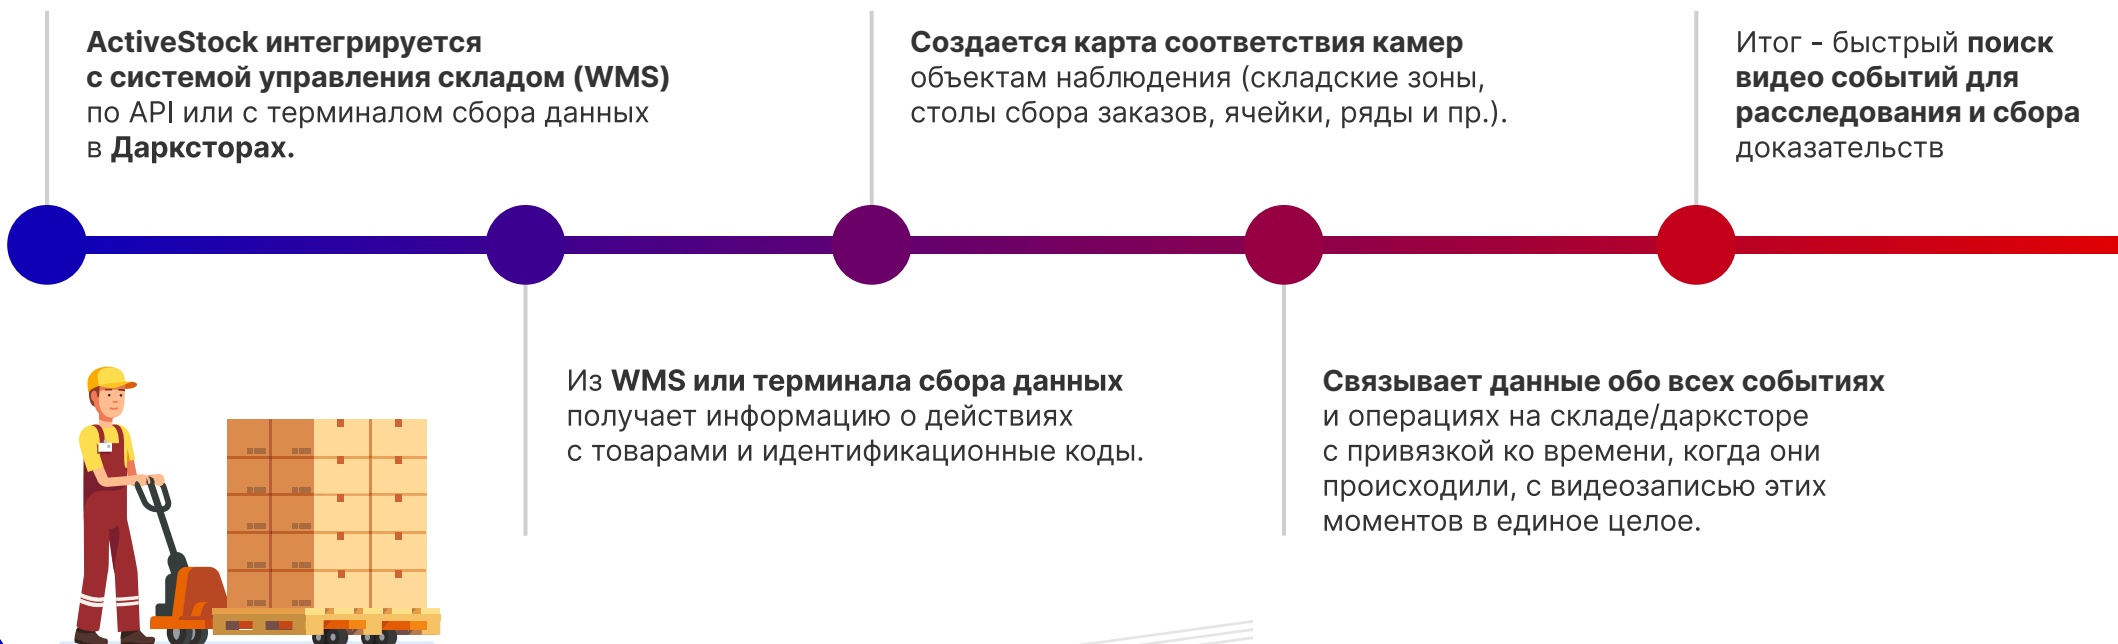 ActiveStock интегрируется
с системой управления складом (WMS)
по API или с терминалом сбора данных
в Дарксторах.
Из WMS или терминала сбора данных
получает информацию о действиях
с товарами и идентификационные коды.
Создается карта соответствия камер
объектам наблюдения (складские зоны,
столы сбора заказов, ячейки, ряды и пр.).
Связывает данные обо всех событиях
и операциях на складе/дарксторе
с привязкой ко времени, когда они
происходили, с видеозаписью этих
моментов в единое целое.
Итог - быстрый поиск
видео событий для
расследования и сбора
доказательств